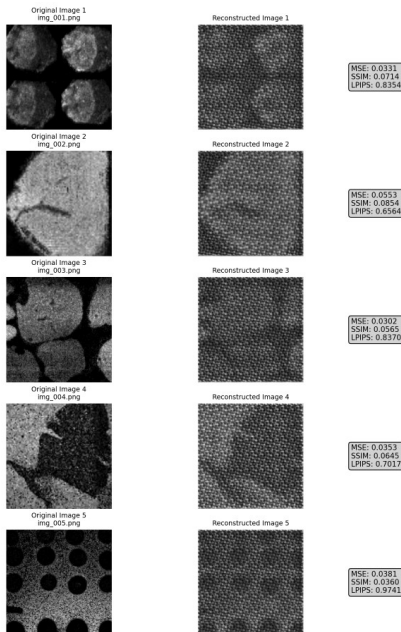 Original Image 1
img_001.png
Reconstructed Image 1
MSE: 0.0331
SSIM: 0.0714
LPIPS: 0.8354
Original Image 2
img_002.png
Reconstructed Image 2
MSE: 0.0553
SSIM: 0.0854
LPIPS: 0.6564
Original Image 3
img_003.png
Reconstructed Image 3
MSE: 0.0302
SSIM: 0.0565
LPIPS: 0.8370
Original Image 4
img_004.png
Reconstructed Image 4
MSE: 0.0353
SSIM: 0.0645
LPIPS: 0.7017
Original Image 5
img_005.png
Reconstructed Image 5
MSE: 0.0381
SSIM: 0.0360
LPIPS: 0.9741